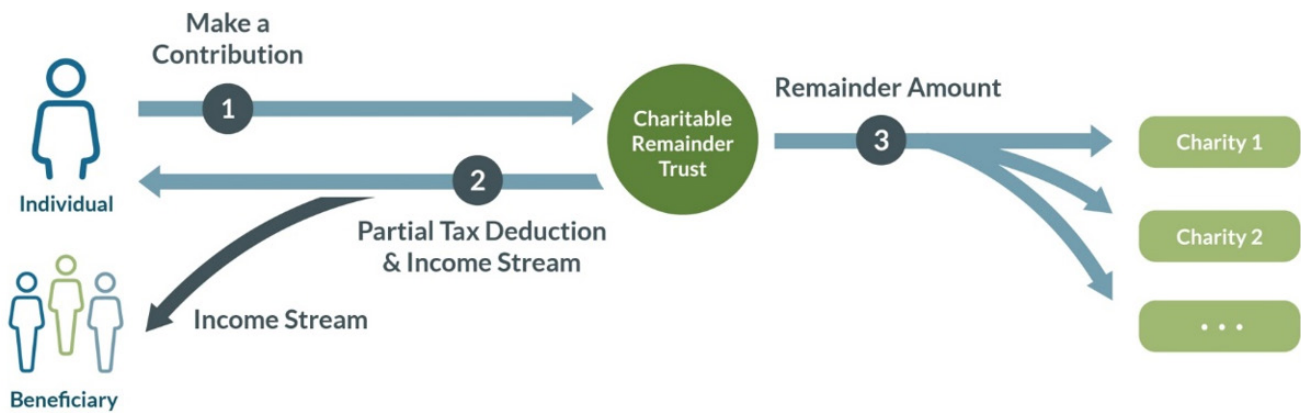 Make a
Contribution
1
Individual
2
Partial Tax Deduction
& Income Stream
Income Stream
Beneficiary
Charitable
Remainder
Trust
Remainder Amount
3
Charity 1
Charity 2
• • •